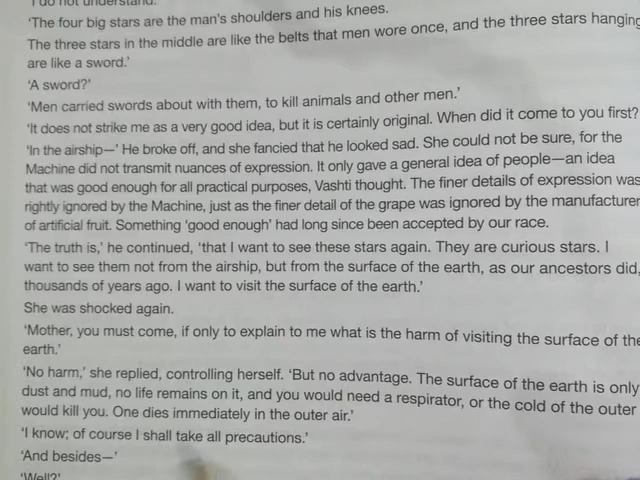 I do not understand.'
'The four big stars are the man's shoulders and his knees.
The three stars in the middle are like the belts that men wore once, and the three stars hanging
are like a sword.'
'A sword?'
'Men carried swords about with them, to kill animals and other men.'
'It does not strike me as a very good idea, but it is certainly original. When did it come to you first?
'In the airship—' He broke off, and she fancied that he looked sad. She could not be sure, for the
Machine did not transmit nuances of expression. It only gave a general idea of people—an idea
that was good enough for all practical purposes, Vashti thought. The finer details of expression was
rightly ignored by the Machine, just as the finer detail of the grape was ignored by the manufacturer
of artificial fruit. Something 'good enough' had long since been accepted by our race.
'The truth is,' he continued, 'that I want to see these stars again. They are curious stars. I
want to see them not from the airship, but from the surface of the earth, as our ancestors did,
thousands of years ago. I want to visit the surface of the earth.'
She was shocked again.
'Mother, you must come, if only to explain to me what is the harm of visiting the surface of the
earth.'
'No harm,' she replied, controlling herself. 'But no advantage. The surface of the earth is only
dust and mud, no life remains on it, and you would need a respirator, or the cold of the outer
would kill you. One dies immediately in the outer air.'
'I know; of course I shall take all precautions.'
'And besides—'
'Well?'